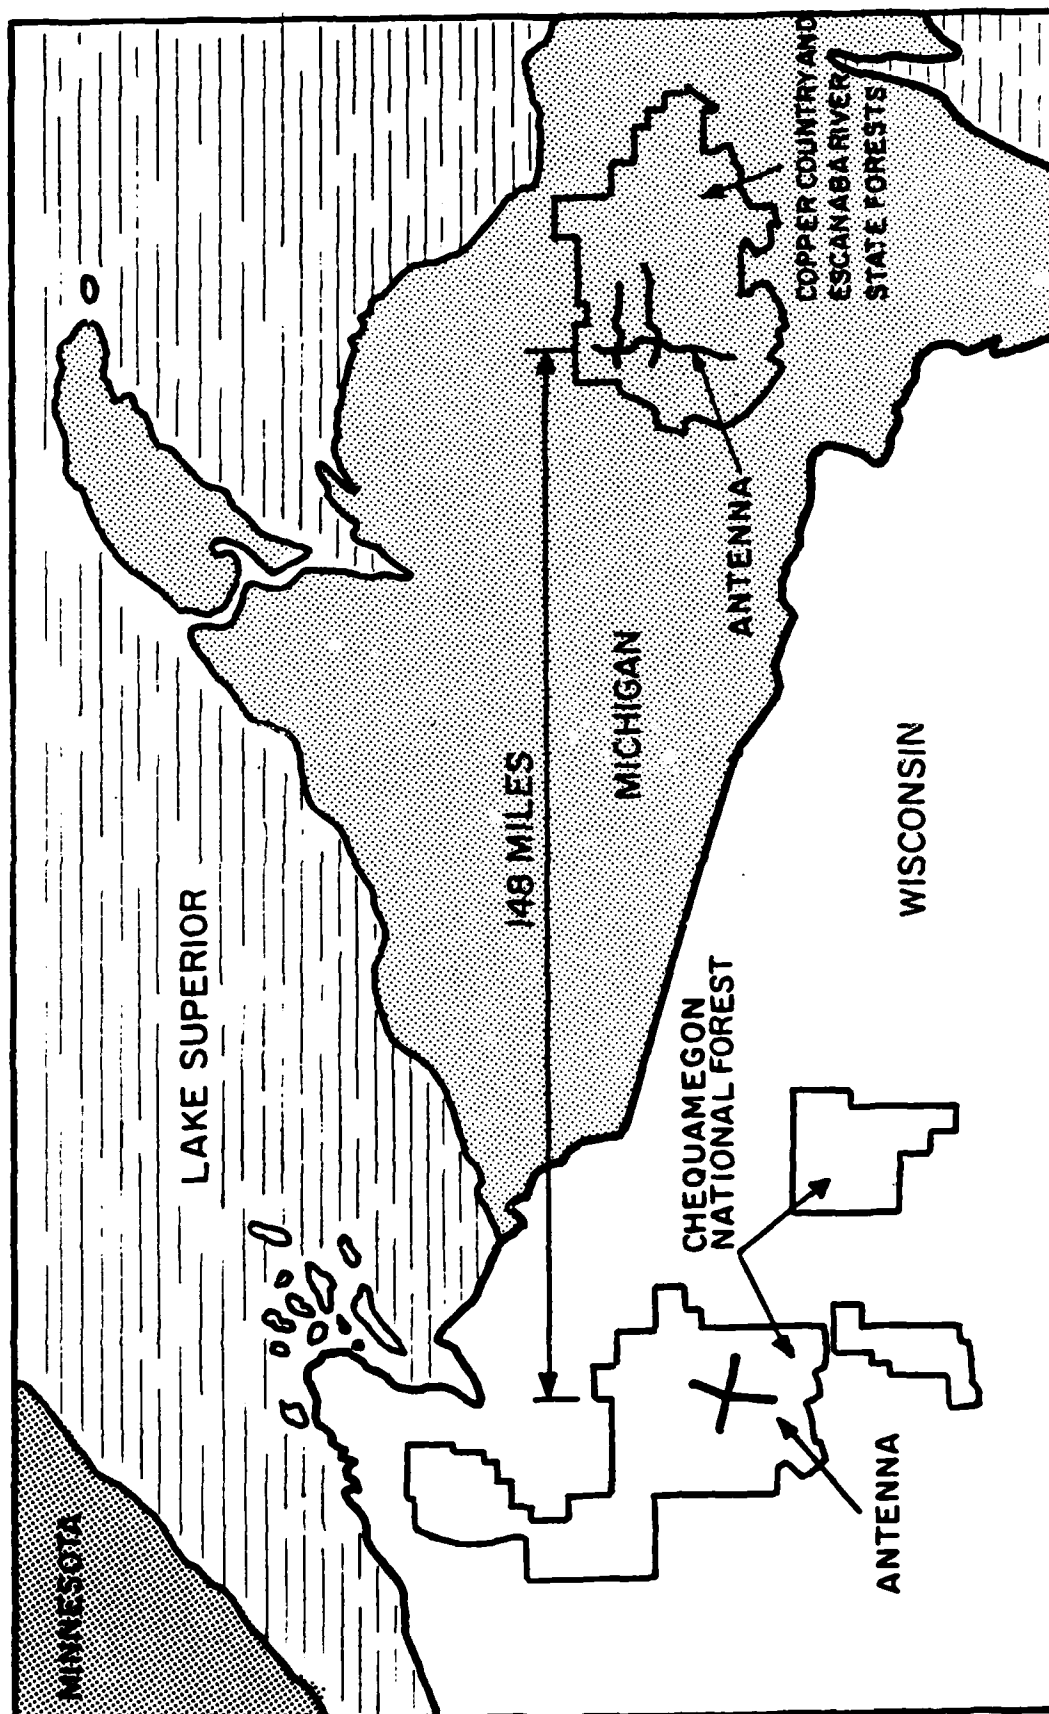 MINNESOTA
LAKE SUPERIOR
148 MILES
MICHIGAN
COPPER COUNTRY AND
ESCANABA RIVER
STATE FORESTS
ANTENNA
CHEQUAMEGON
NATIONAL FOREST
WISCONSIN
ANTENNA